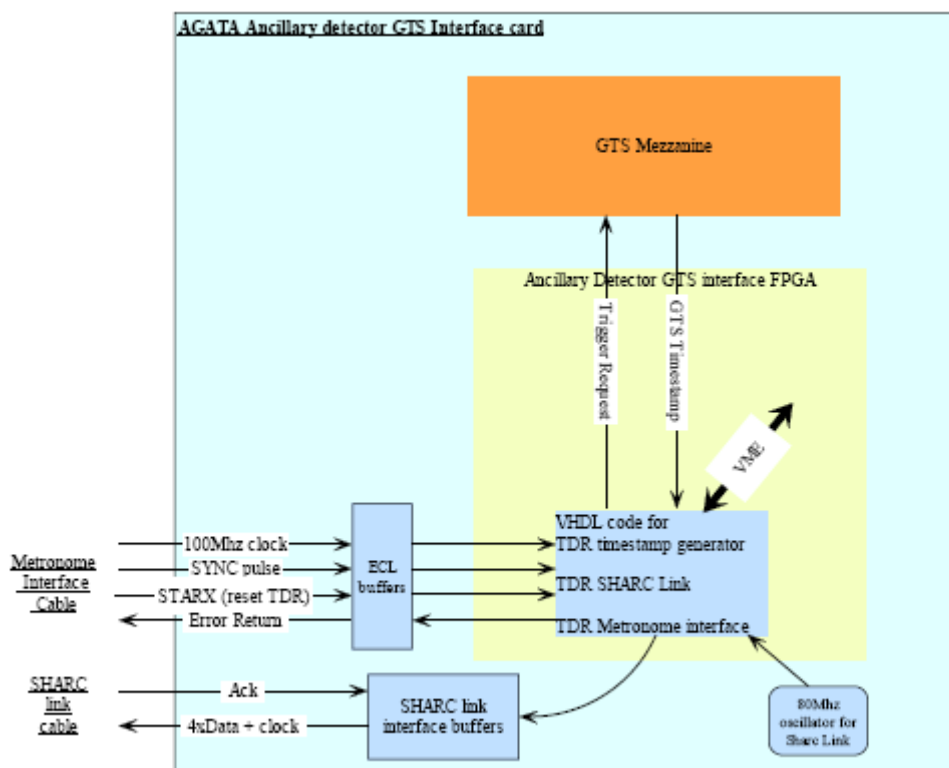 AGATA Ancillary detector GTS Interface card
GTS Mezzanine
Ancillary Detector GTS interface FPGA
Trigger Request
GTS Timestamp
VME
VHDL code for
TDR timestamp generator
TDR SHARC Link
TDR Metronome interface
Metronome
Interface
Cable
100Mhz clock
SYNC pulse
STARX (reset TDR)
Error Return
ECL
buffers
SHARC
link
cable
Ack
4xData + clock
SHARC link
interface buffers
80Mhz
oscillator for
Sharc Link